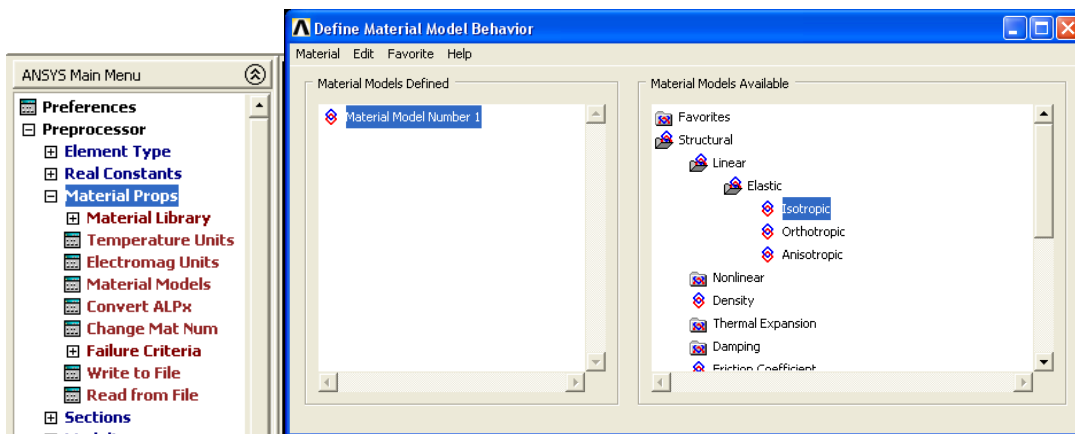 ANSYS Main Menu
Preferences
Preprocessor
Element Type
Real Constants
Material Props
Material Library
Temperature Units
Electromag Units
Material Models
Convert ALPx
Change Mat Num
Failure Criteria
Write to File
Read from File
Sections
Define Material Model Behavior
Material Edit Favorite Help
Material Models Defined
Material Model Number 1
Material Models Available
Favorites
Structural
Linear
Elastic
Isotropic
Orthotropic
Anisotropic
Nonlinear
Density
Thermal Expansion
Damping
Friction Coefficient